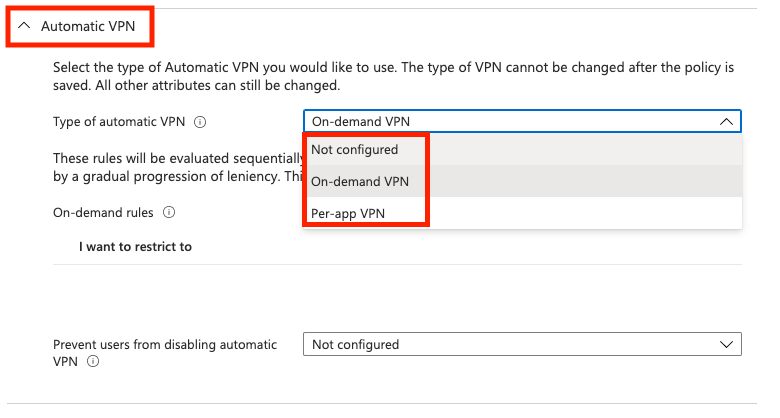 Automatic VPN
Select the type of Automatic VPN you would like to use. The type of VPN cannot be changed after the policy is
saved. All other attributes can still be changed.
Type of automatic VPN
On-demand VPN
Not configured
On-demand VPN
Per-app VPN
These rules will be evaluated sequentially
by a gradual progression of leniency.
On-demand rules
I want to restrict to
Prevent users from disabling automatic
VPN
Not configured